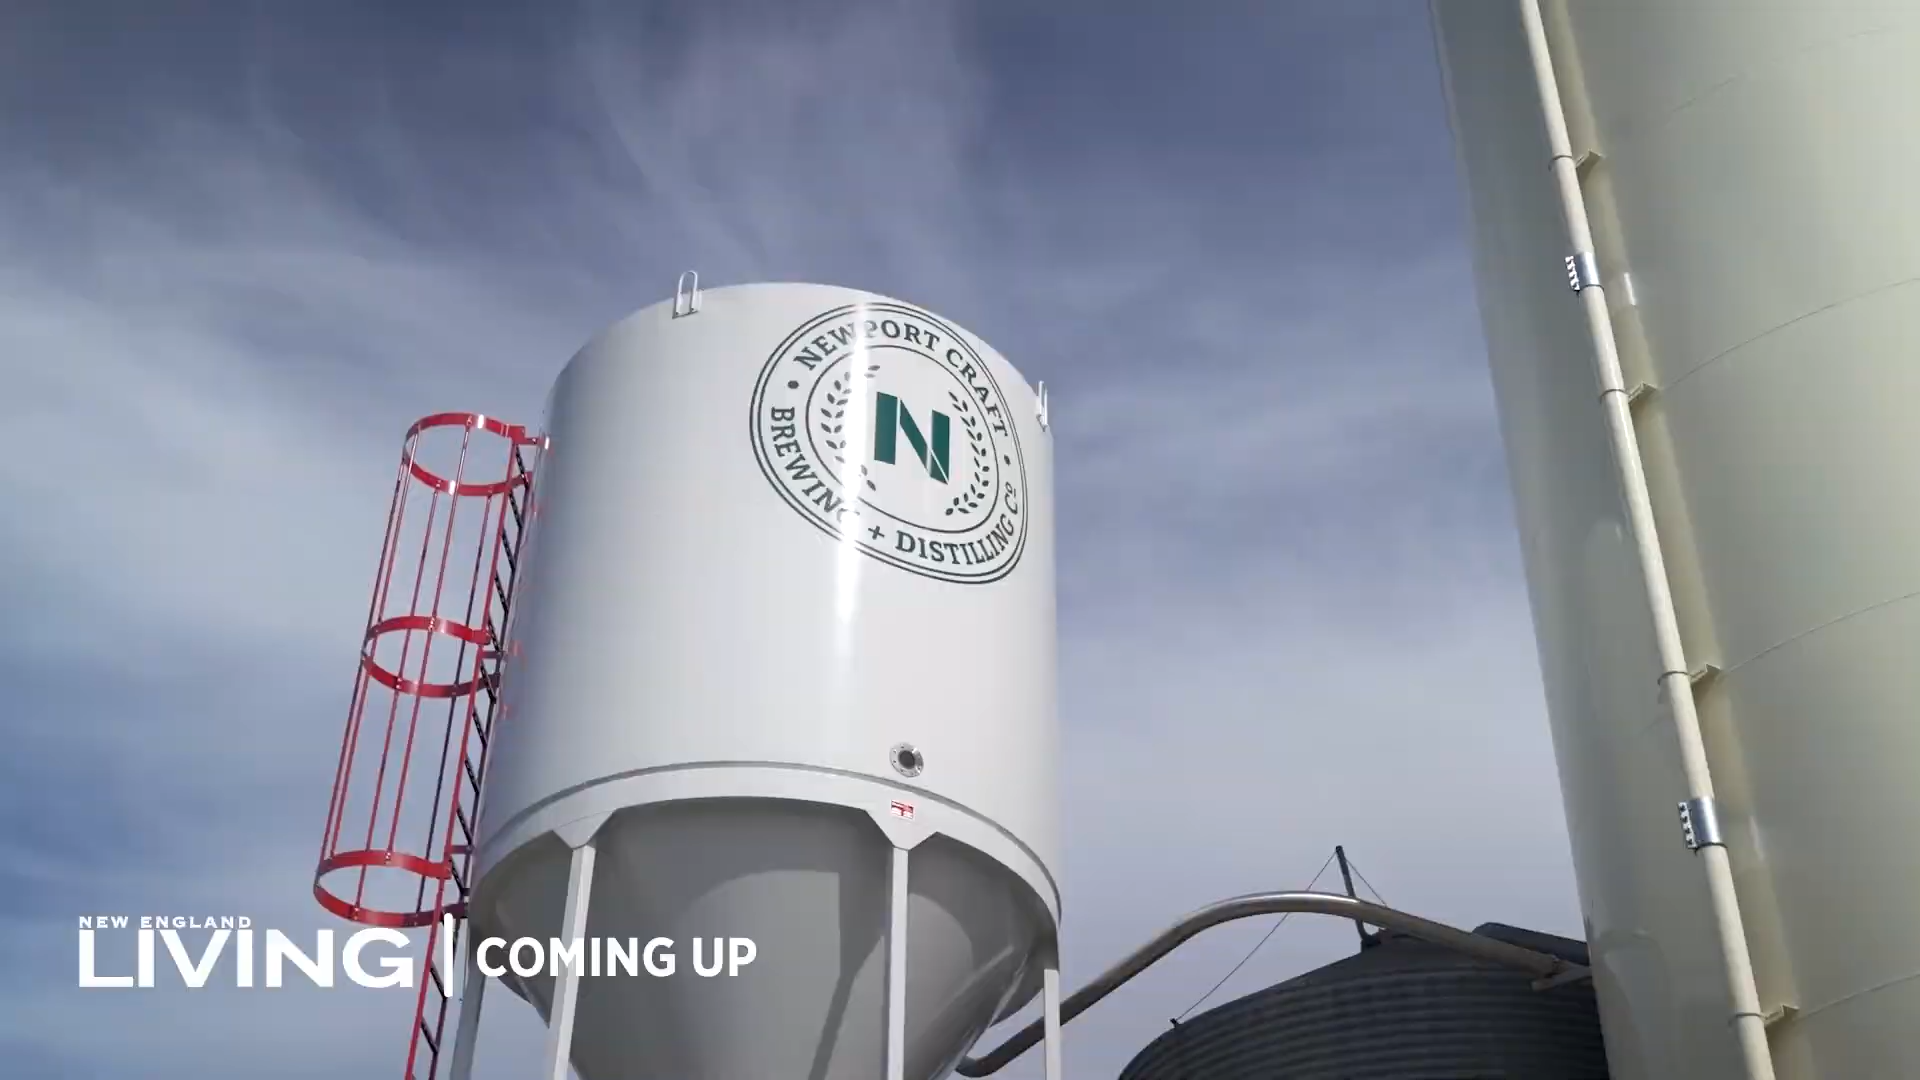 NEWPORT CRAFT
N
BREWING + DISTILLING Cº
NEW ENGLAND
LIVING
COMING UP